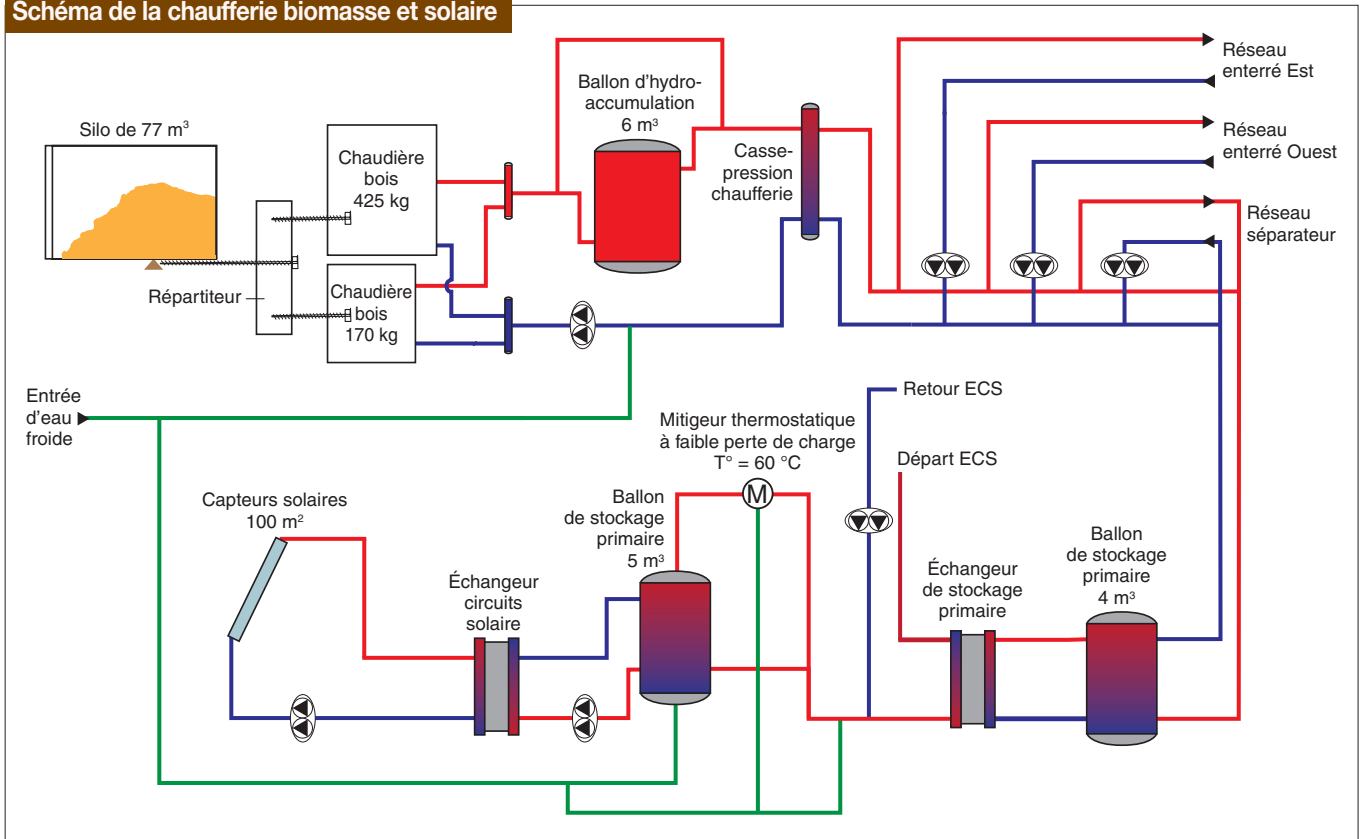 Schéma de la chaufferie biomasse et solaire
Silo de 77 m³
Répartiteur
Chaudière
bois
425 kg
Chaudière
bois
170 kg
Ballon d'hydro-
accumulation
6 m³
Casse-
pression
chaufferie
Réseau
enterré Est
Réseau
enterré Ouest
Réseau
séparateur
Entrée
d'eau
froide
Capteurs solaires
100 m²
Échangeur
circuits
solaire
Ballon
de stockage
primaire
5 m³
Mitigeur thermostatique
à faible perte de charge
T° = 60 °C
M
Retour ECS
Départ ECS
Échangeur
de stockage
primaire
Ballon
de stockage
primaire
4 m³